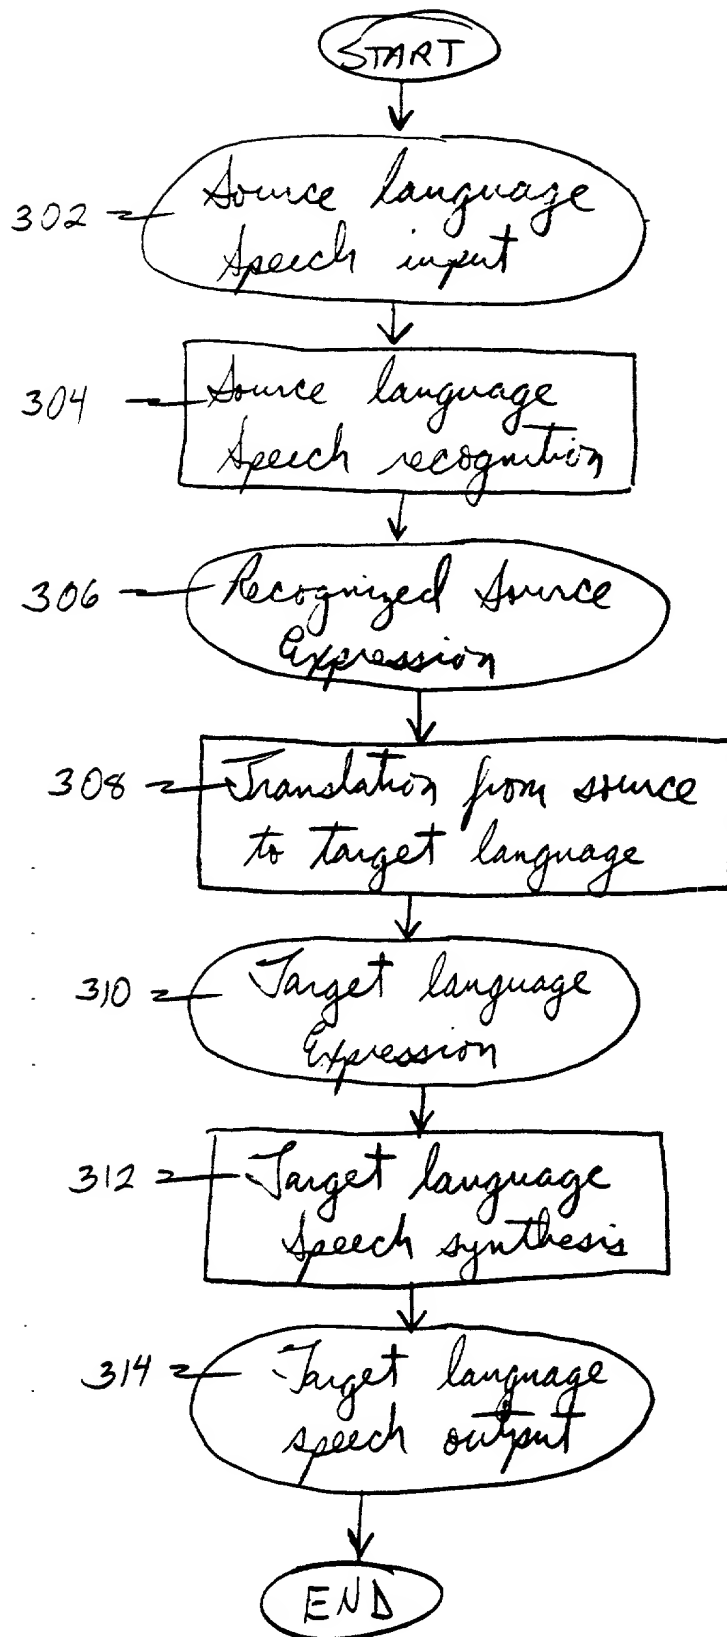 START
302 Source language
speech input
304 Source language
speech recognition
306 Recognized Source
Expression
308 Translation from source
to target language
310 Target language
Expression
312 Target language
speech synthesis
314 Target language
speech output
END